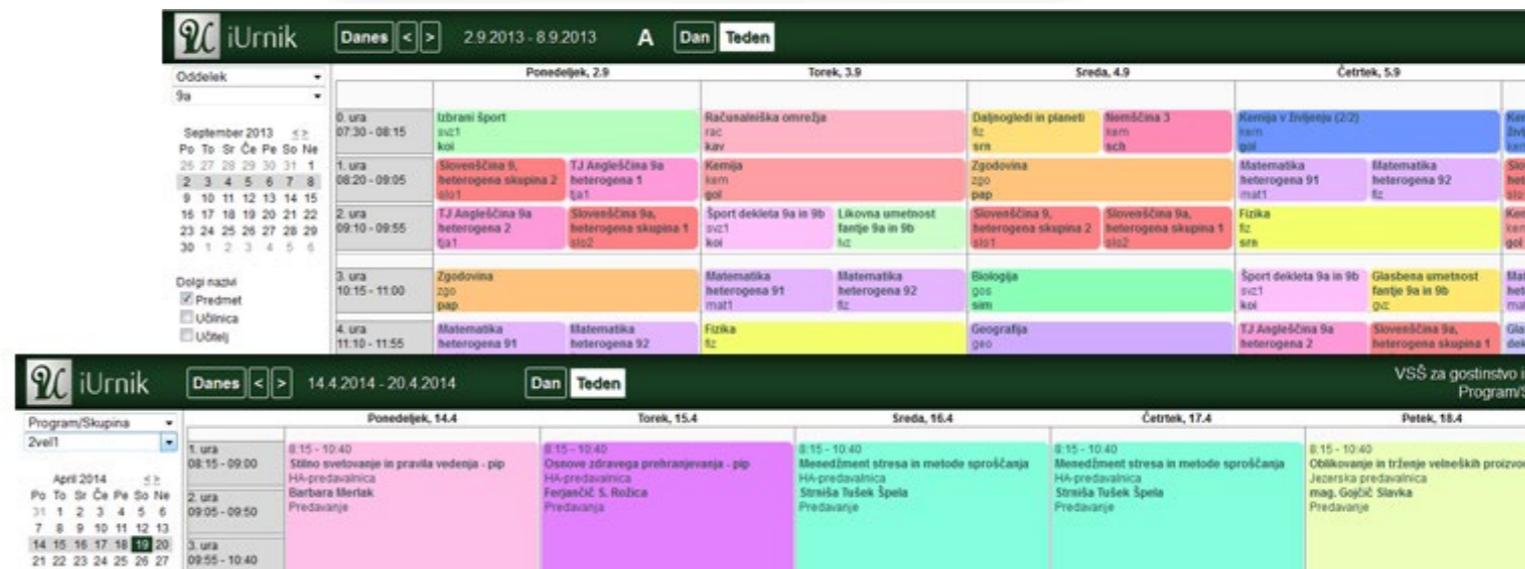 iUrnik Danes < > 2.9.2013 - 8.9.2013 A Dan Teden
Oddelek
9a
September 2013 < >
Po To Sr Če Pe So Ne
26 27 28 29 30 31 1
2 3 4 5 6 7 8
9 10 11 12 13 14 15
16 17 18 19 20 21 22
23 24 25 26 27 28 29
30 1 2 3 4 5 6
Dolgi nazivi
Predmet
Učilnica
Učitelj
Ponedeljek, 2.9 Torek, 3.9 Sreda, 4.9 Četrtek, 5.9
0. ura
07:30 - 08:15
Izbrani šport
svz1
koi
Računalniška omrežja
rac
kav
Daljnogledi in planeti
fiz
srn
Nemščina 3
kem
sch
Kemija v življenju (2/2)
kem
gol
1. ura
08:20 - 09:05
Slovenščina 9,
heterogena skupina 2
slo1
TJ Angleščina 9a
heterogena 1
tja1
Kemija
kem
gol
Zgodovina
zgo
pap
Matematika
heterogena 91
mat1
Matematika
heterogena 92
fiz
2. ura
09:10 - 09:55
TJ Angleščina 9a
heterogena 2
tja1
Slovenščina 9a,
heterogena skupina 1
slo2
Šport dekleta 9a in 9b
svz1
koi
Likovna umetnost
fantje 9a in 9b
lvz
Slovenščina 9,
heterogena skupina 2
slo1
Slovenščina 9a,
heterogena skupina 1
slo2
Fizika
fiz
srn
3. ura
10:15 - 11:00
Zgodovina
zgo
pap
Matematika
heterogena 91
mat1
Matematika
heterogena 92
fiz
Biologija
gos
sim
Šport dekleta 9a in 9b
svz1
koi
Glasbena umetnost
fantje 9a in 9b
gvz
4. ura
11:10 - 11:55
Matematika
heterogena 91
Matematika
heterogena 92
Fizika
fiz
Geografija
geo
TJ Angleščina 9a
heterogena 2
Slovenščina 9a,
heterogena skupina 1
iUrnik Danes < > 14.4.2014 - 20.4.2014 Dan Teden
VSŠ za gostinstvo i
Program/S
Program/Skupina
2vel1
April 2014 < >
Po To Sr Če Pe So Ne
31 1 2 3 4 5 6
7 8 9 10 11 12 13
14 15 16 17 18 19 20
21 22 23 24 25 26 27
Ponedeljek, 14.4 Torek, 15.4 Sreda, 16.4 Četrtek, 17.4 Petek, 18.4
1. ura
08:15 - 09:00
2. ura
09:05 - 09:50
3. ura
09:55 - 10:40
8:15 - 10:40
Stilno svetovanje in pravila vedenja - pip
HA-predavalnica
Barbara Merlak
Predavanje
8:15 - 10:40
Osnove zdravega prehranjevanja - pip
HA-predavalnica
Ferjančič S. Rožica
Predavanja
8:15 - 10:40
Menedžment stresa in metode sproščanja
HA-predavalnica
Strniša Tušek Špela
Predavanje
8:15 - 10:40
Menedžment stresa in metode sproščanja
HA-predavalnica
Strniša Tušek Špela
Predavanje
8:15 - 10:40
Oblikovanje in trženje velneških proizvo
Jezerska predavalnica
mag. Gojčič Slavka
Predavanje